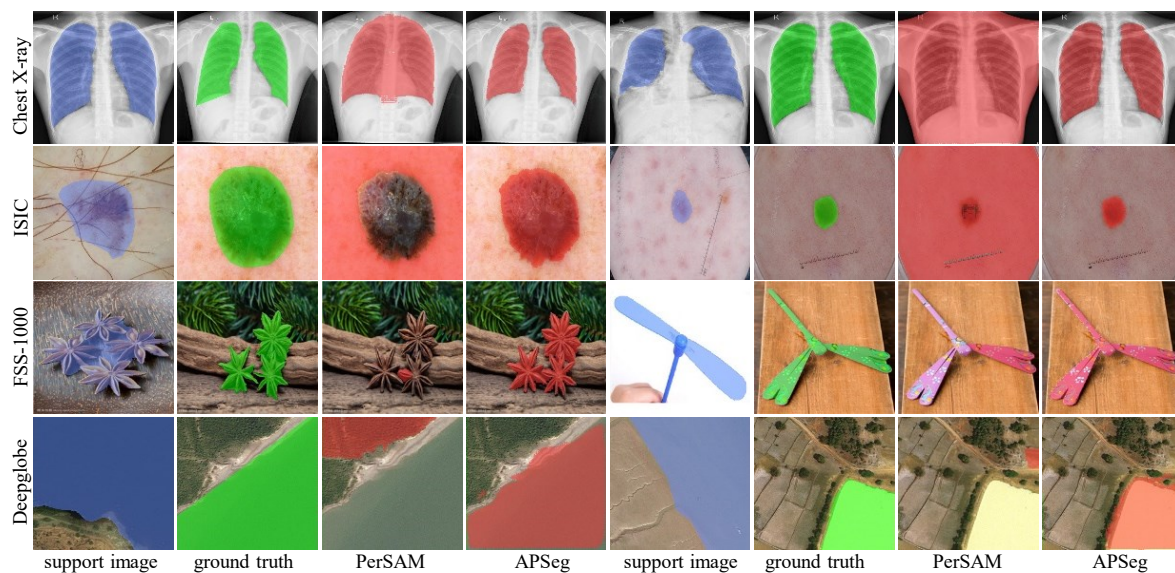 Chest X-ray
ISIC
FSS-1000
Deepglobe
support image ground truth PerSAM APSeg support image ground truth PerSAM APSeg